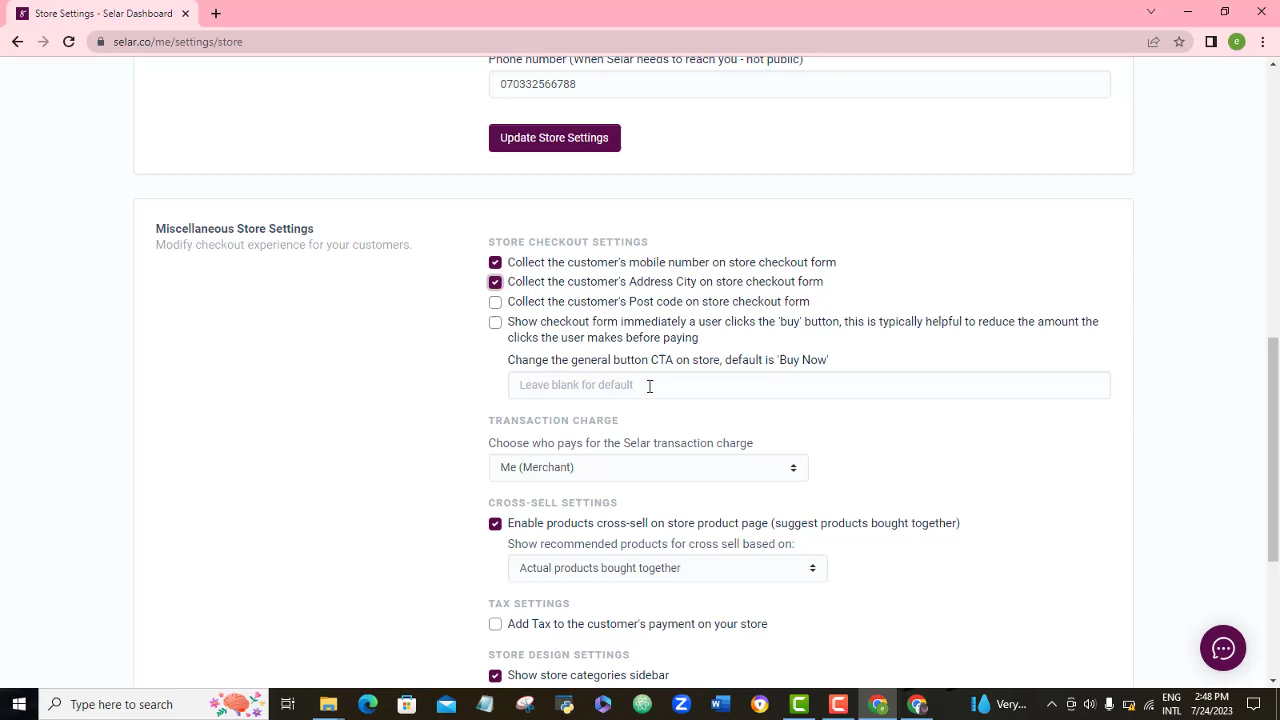 Store Settings - Selar Dashboard
selar.co/me/settings/store
e
Phone number (When Selar needs to reach you - not public)
070332566788
Update Store Settings
Miscellaneous Store Settings
Modify checkout experience for your customers.
STORE CHECKOUT SETTINGS
Collect the customer's mobile number on store checkout form
Collect the customer's Address City on store checkout form
Collect the customer's Post code on store checkout form
Show checkout form immediately a user clicks the 'buy' button, this is typically helpful to reduce the amount the
clicks the user makes before paying
Change the general button CTA on store, default is 'Buy Now'
Leave blank for default
TRANSACTION CHARGE
Choose who pays for the Selar transaction charge
Me (Merchant)
CROSS-SELL SETTINGS
Enable products cross-sell on store product page (suggest products bought together)
Show recommended products for cross sell based on:
Actual products bought together
TAX SETTINGS
Add Tax to the customer's payment on your store
STORE DESIGN SETTINGS
Show store categories sidebar
Type here to search
Very...
ENG
INTL
2:48 PM
7/24/2023